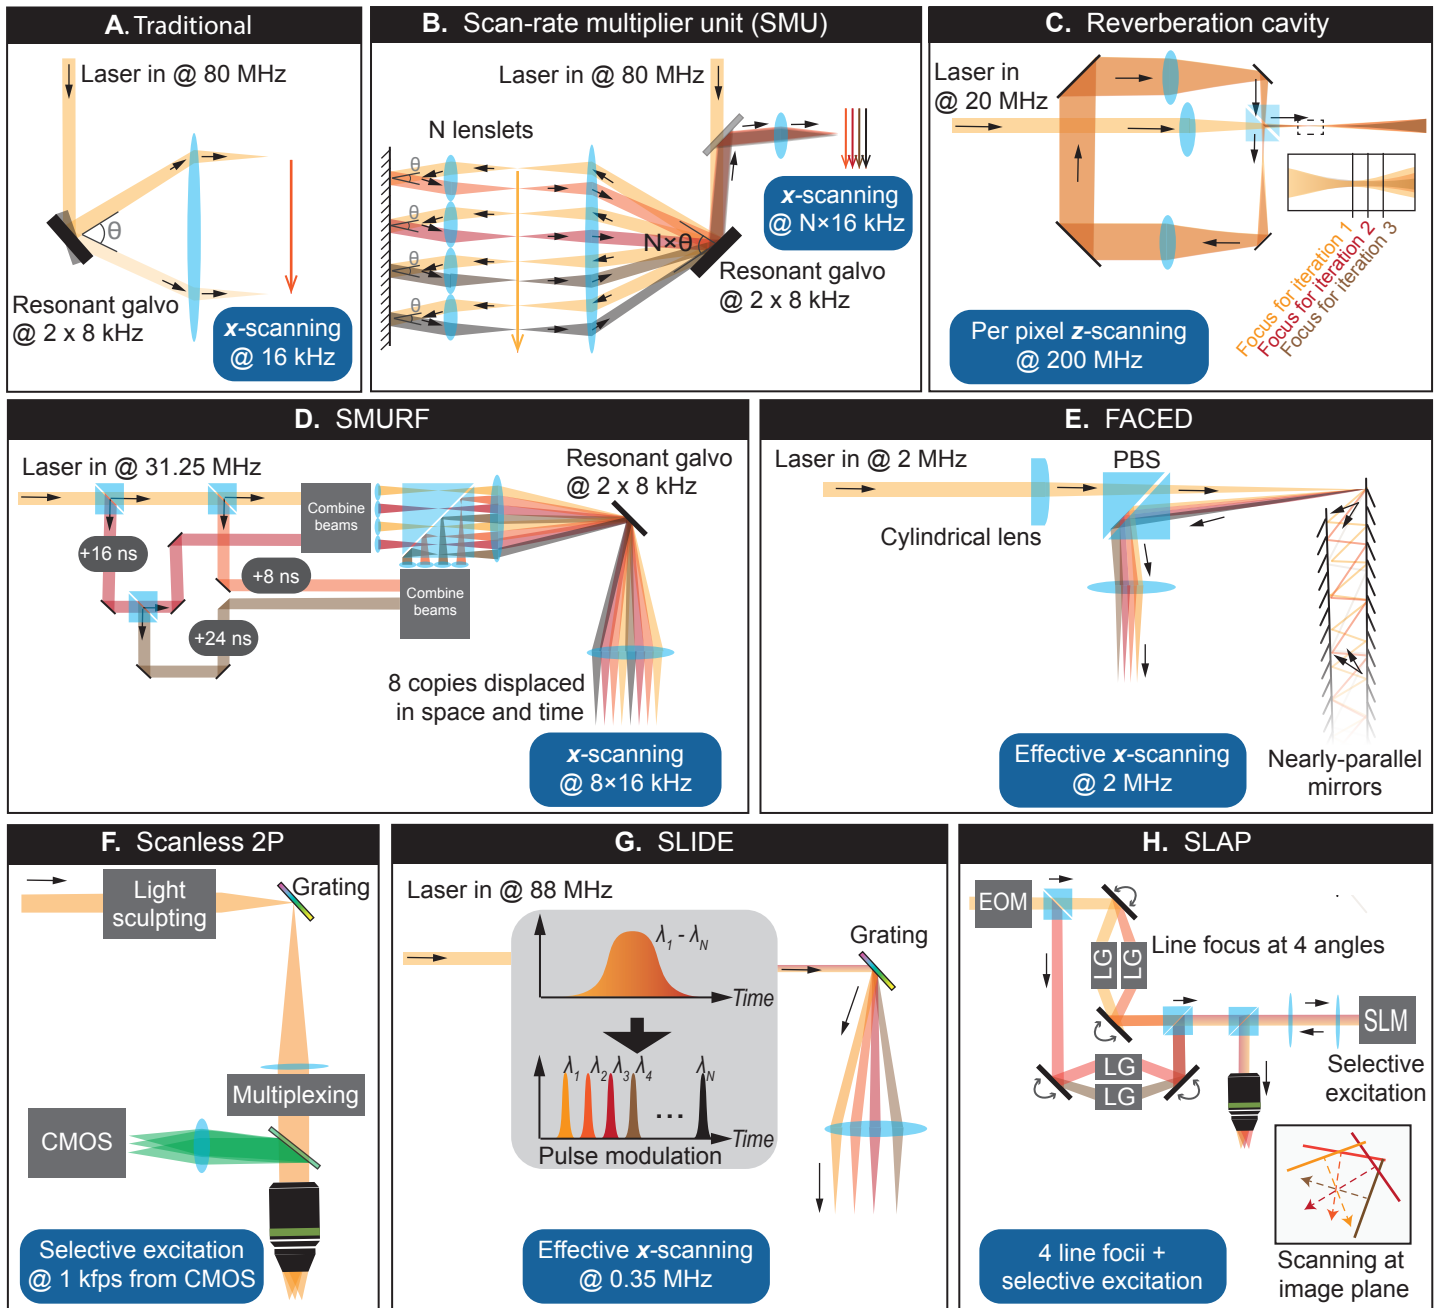 A. Traditional
Laser in @ 80 MHz
θ
Resonant galvo
@ 2 x 8 kHz
x-scanning
@ 16 kHz
B. Scan-rate multiplier unit (SMU)
Laser in @ 80 MHz
N lenslets
θ
θ
θ
θ
N×θ
x-scanning
@ N×16 kHz
Resonant galvo
@ 2 x 8 kHz
C. Reverberation cavity
Laser in
@ 20 MHz
Focus for iteration 1
Focus for iteration 2
Focus for iteration 3
Per pixel z-scanning
@ 200 MHz
D. SMURF
Laser in @ 31.25 MHz
Resonant galvo
@ 2 x 8 kHz
Combine
beams
+16 ns
+8 ns
Combine
beams
+24 ns
8 copies displaced
in space and time
x-scanning
@ 8×16 kHz
E. FACED
Laser in @ 2 MHz
PBS
Cylindrical lens
Effective x-scanning
@ 2 MHz
Nearly-parallel
mirrors
F. Scanless 2P
Light
sculpting
Grating
Multiplexing
CMOS
Selective excitation
@ 1 kfps from CMOS
G. SLIDE
Laser in @ 88 MHz
λ1 - λN
Time
λ1 λ2 λ3 λ4 λN
...
Time
Pulse modulation
Grating
Effective x-scanning
@ 0.35 MHz
H. SLAP
EOM
LG
LG
Line focus at 4 angles
SLM
LG
LG
Selective
excitation
Scanning at
image plane
4 line focii +
selective excitation